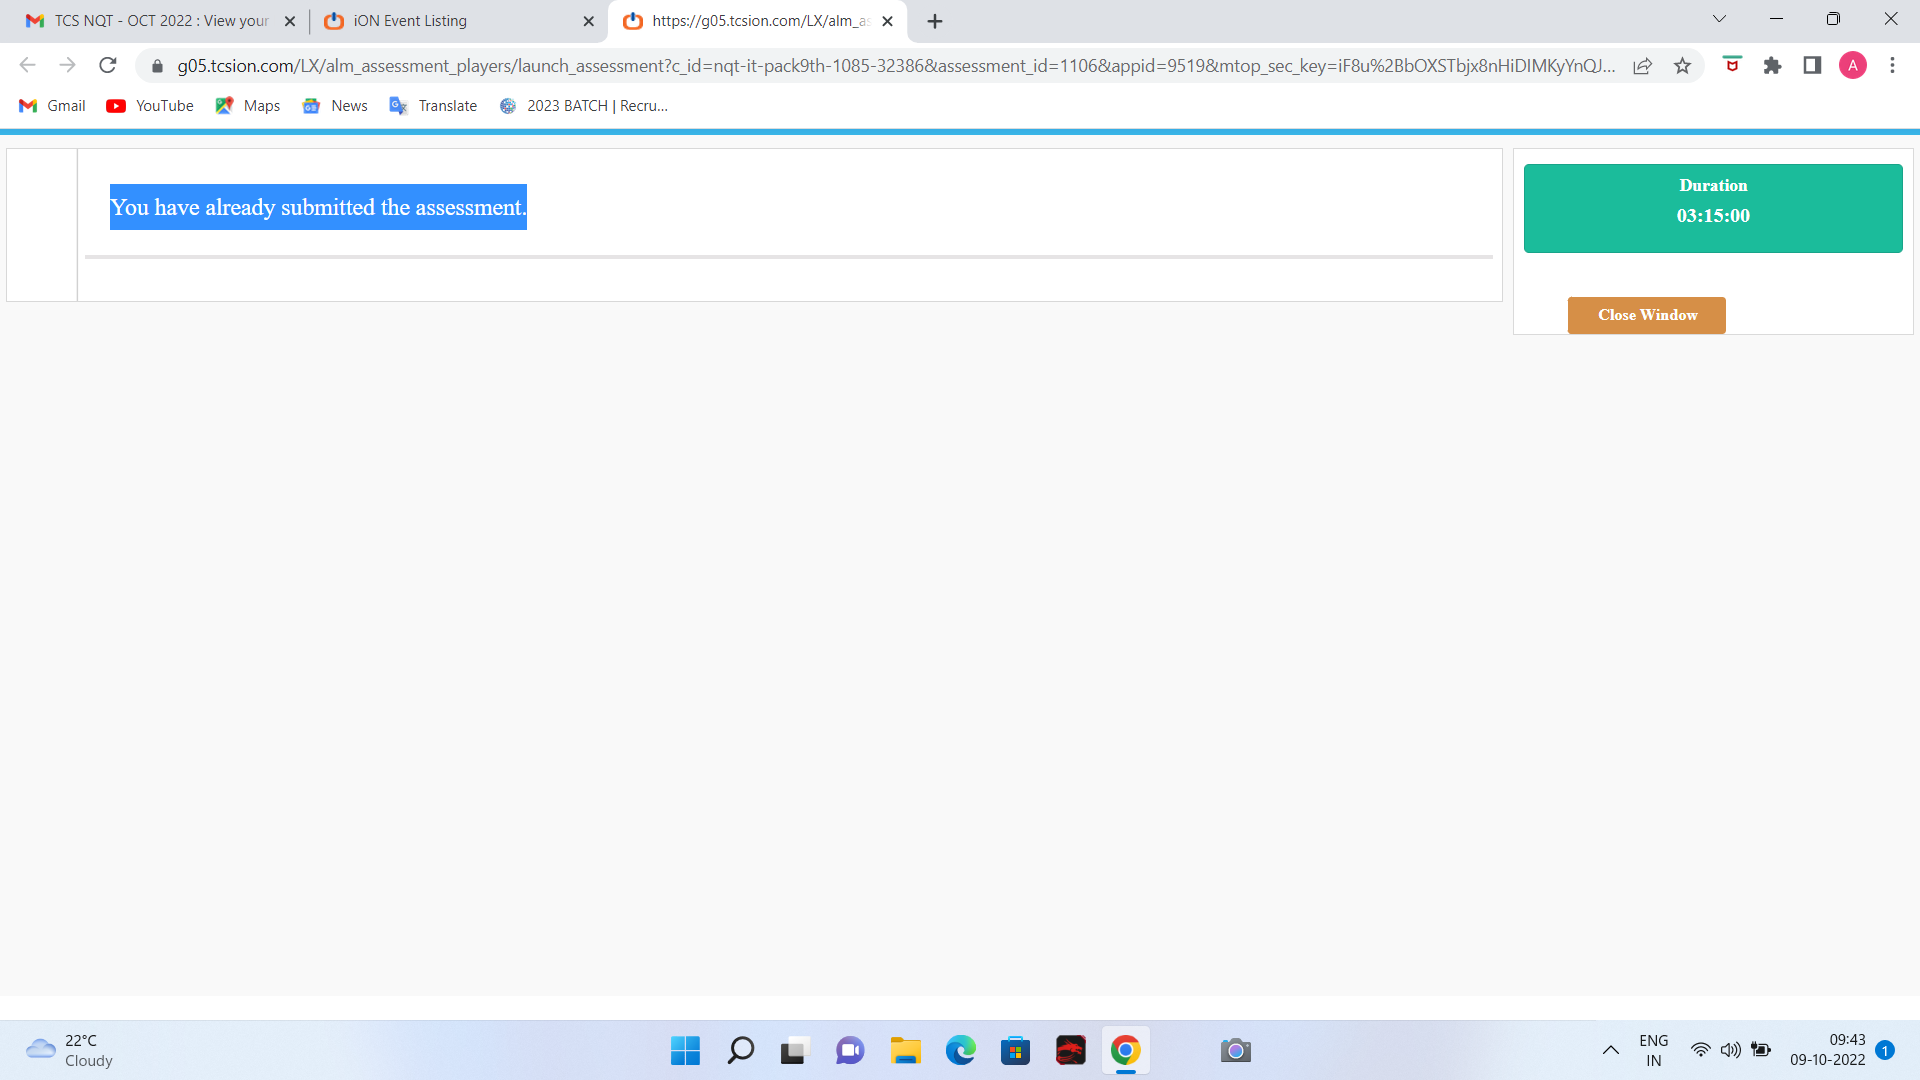 TCS NQT - OCT 2022 : View your
iON Event Listing
https://g05.tcsion.com/LX/alm_as
g05.tcsion.com/LX/alm_assessment_players/launch_assessment?c_id=nqt-it-pack9th-1085-32386&assessment_id=1106&appid=9519&mtop_sec_key=iF8u%2BbOXSTbjx8nHiDIMKyYnQJ...
A
Gmail
YouTube
Maps
News
Translate
2023 BATCH | Recru...
You have already submitted the assessment.
Duration
03:15:00
Close Window
22°C
Cloudy
ENG
IN
09:43
09-10-2022
1